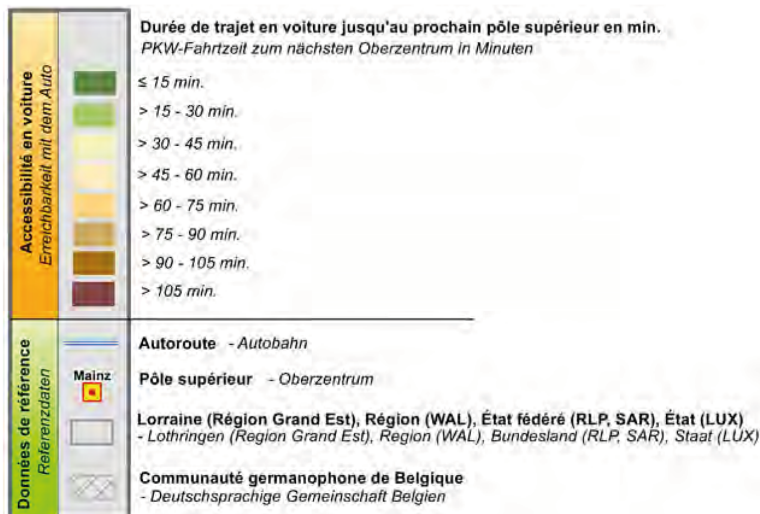 Durée de trajet en voiture jusqu'au prochain pôle supérieur en min.
PKW-Fahrtzeit zum nächsten Oberzentrum in Minuten
Accessibilité en voiture
Erreichbarkeit mit dem Auto
≤ 15 min.
> 15 - 30 min.
> 30 - 45 min.
> 45 - 60 min.
> 60 - 75 min.
> 75 - 90 min.
> 90 - 105 min.
> 105 min.
Données de référence
Referenzdaten
Autoroute - Autobahn
Mainz
Pôle supérieur - Oberzentrum
Lorraine (Région Grand Est), Région (WAL), État fédéré (RLP, SAR), État (LUX)
- Lothringen (Region Grand Est), Region (WAL), Bundesland (RLP, SAR), Staat (LUX)
Communauté germanophone de Belgique
- Deutschsprachige Gemeinschaft Belgien